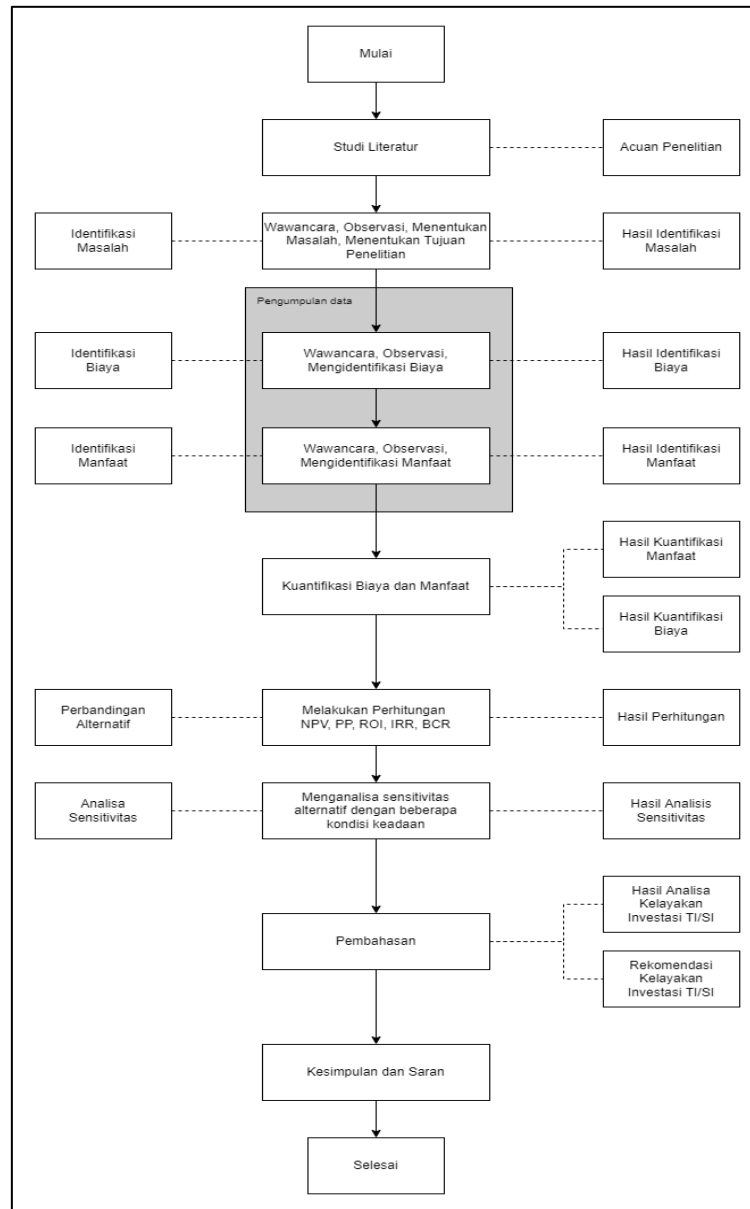 Mulai
Studi Literatur
Acuan Penelitian
Identifikasi
Masalah
Wawancara, Observasi, Menentukan
Masalah, Menentukan Tujuan
Penelitian
Hasil Identifikasi
Masalah
Pengumpulan data
Identifikasi
Biaya
Wawancara, Observasi,
Mengidentifikasi Biaya
Hasil Identifikasi
Biaya
Identifikasi
Manfaat
Wawancara, Observasi,
Mengidentifikasi Manfaat
Hasil Identifikasi
Manfaat
Kuantifikasi Biaya dan Manfaat
Hasil Kuantifikasi
Manfaat
Hasil Kuantifikasi
Biaya
Perbandingan
Alternatif
Melakukan Perhitungan
NPV, PP, ROI, IRR, BCR
Hasil Perhitungan
Analisa
Sensitivitas
Menganalisa sensitivitas
alternatif dengan beberapa
kondisi keadaan
Hasil Analisis
Sensitivitas
Pembahasan
Hasil Analisa
Kelayakan
Investasi TI/SI
Rekomendasi
Kelayakan
Investasi TI/SI
Kesimpulan dan Saran
Selesai